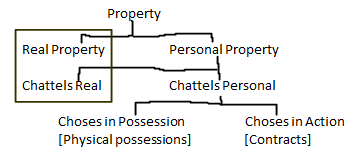 Property
Real Property Personal Property
Chattels Real Chattels Personal
Choses in Possession Choses in Action
[Physical possessions] [Contracts]